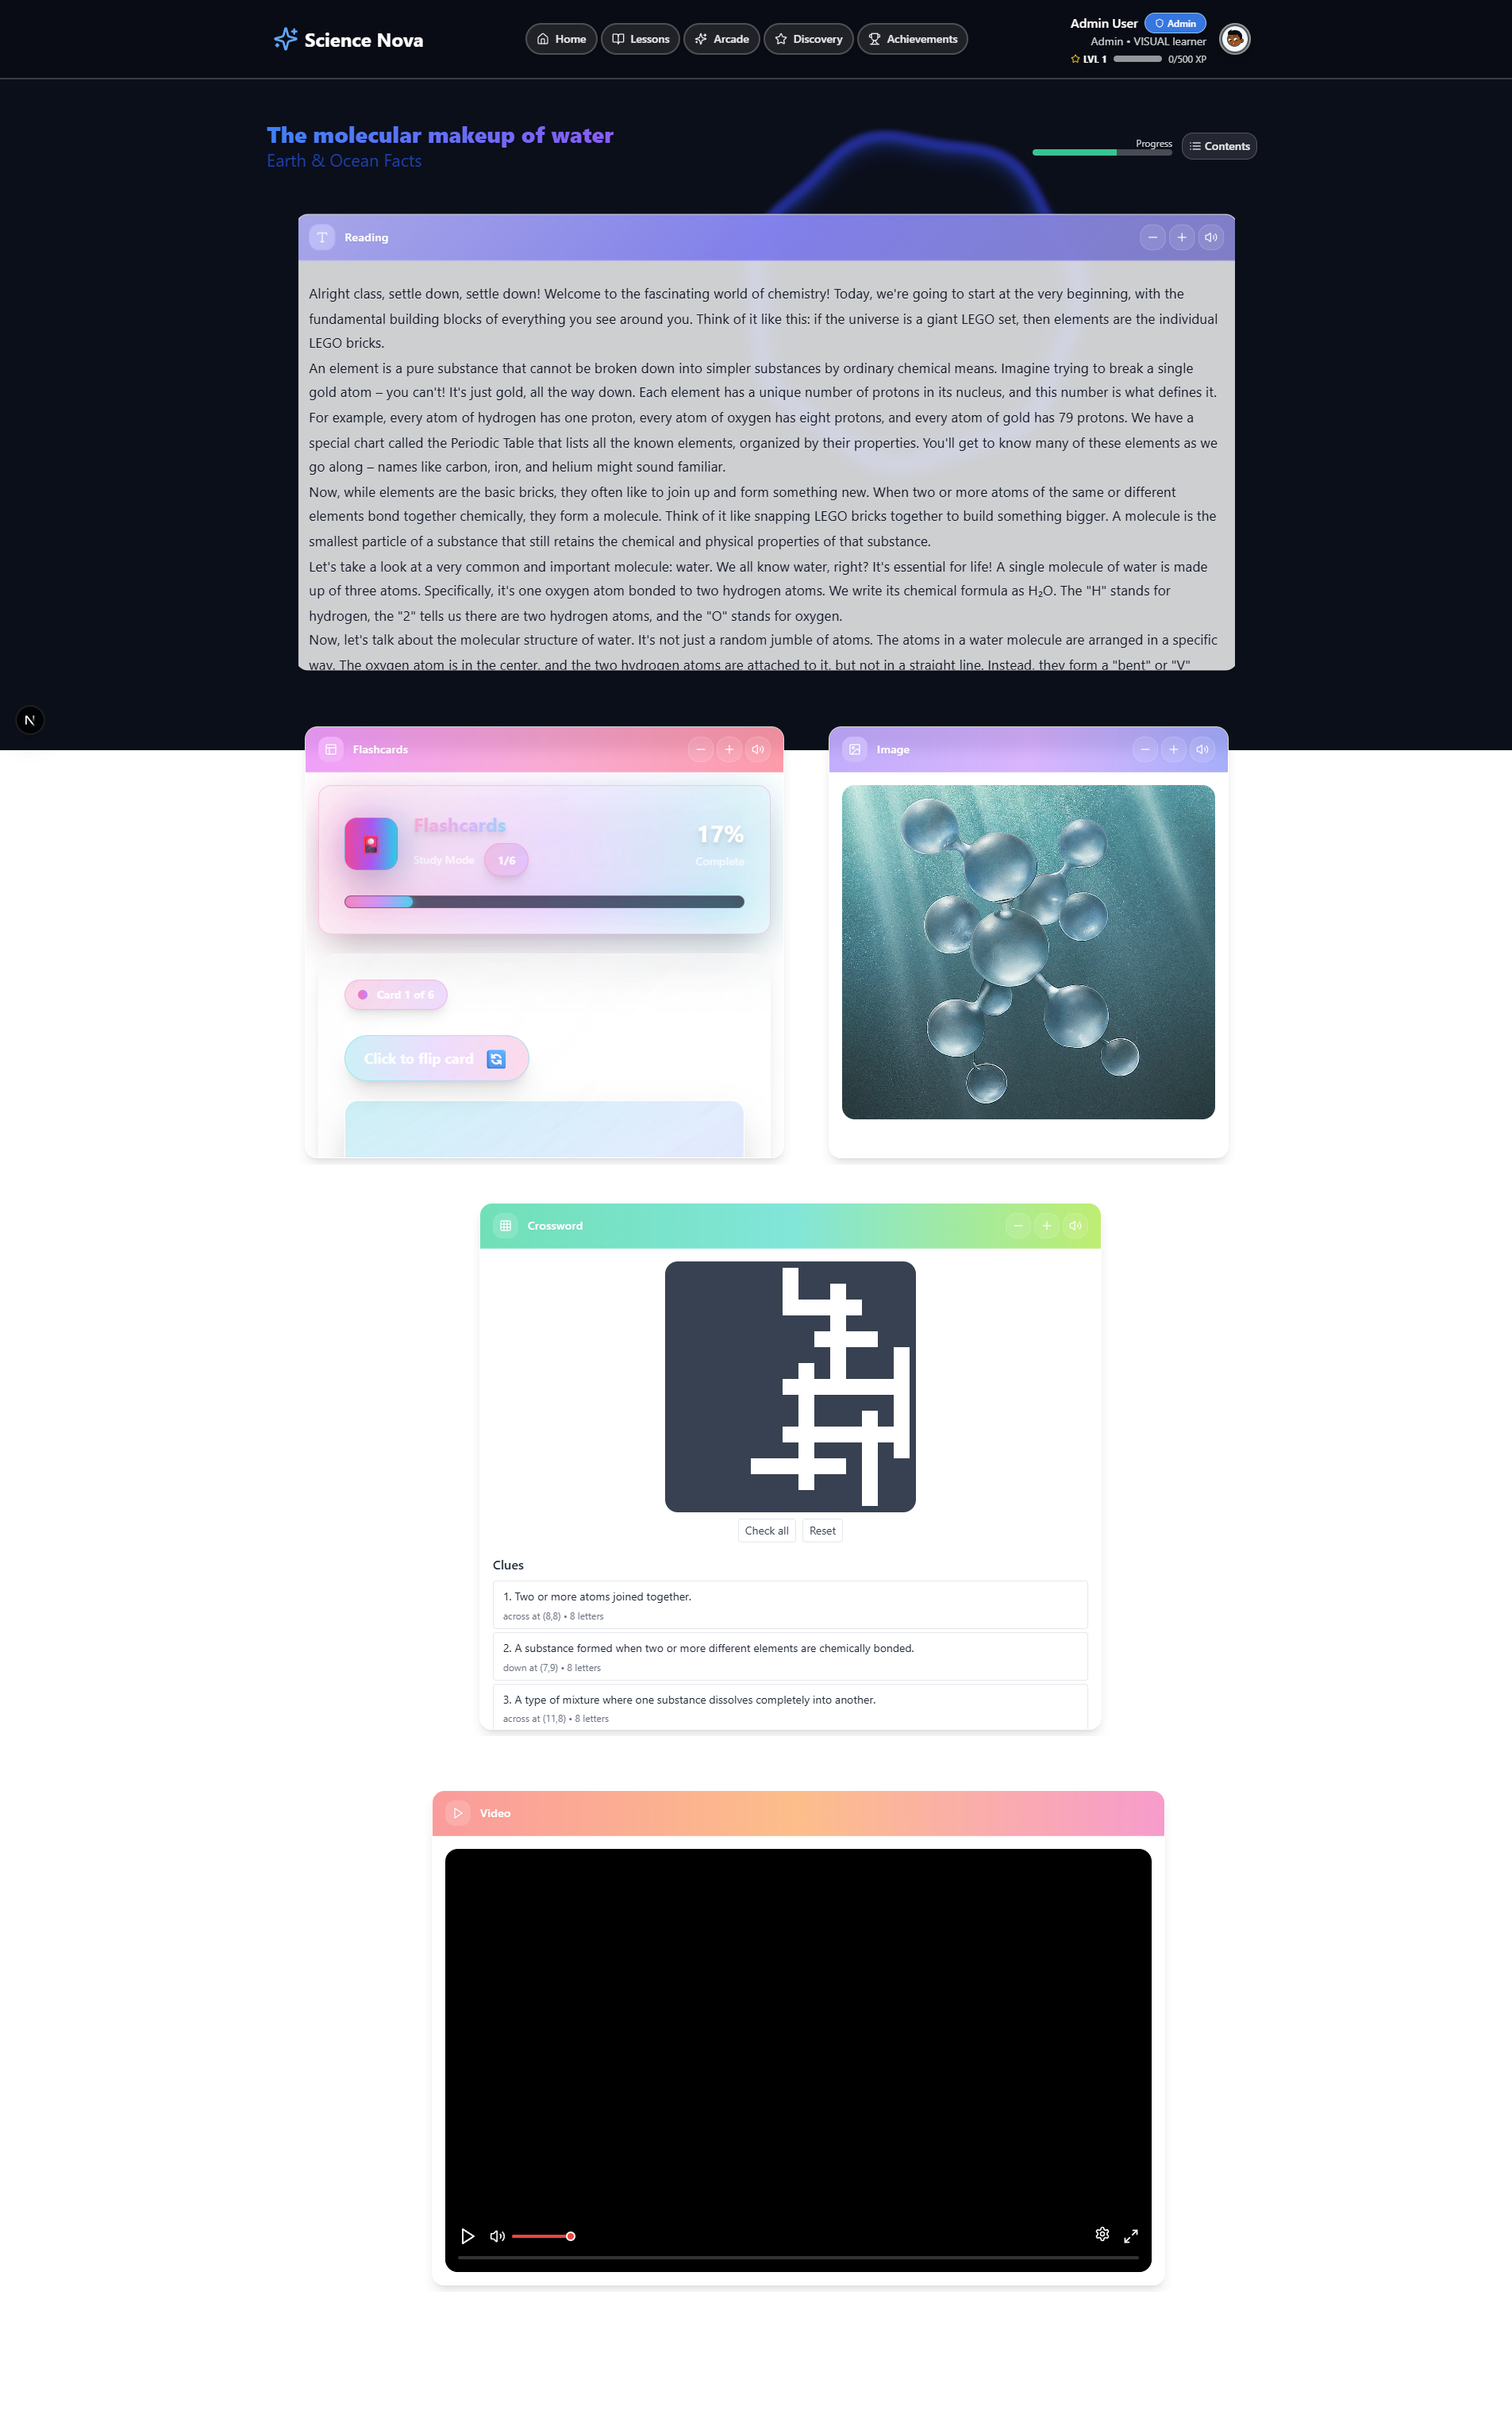 Science Nova
Home
Lessons
Arcade
Discovery
Achievements
Admin User
Admin
Admin • VISUAL learner
LVL 1
0/500 XP
The molecular makeup of water
Earth & Ocean Facts
Progress
Contents
Reading
Alright class, settle down, settle down! Welcome to the fascinating world of chemistry! Today, we're going to start at the very beginning, with the
fundamental building blocks of everything you see around you. Think of it like this: if the universe is a giant LEGO set, then elements are the individual
LEGO bricks.
An element is a pure substance that cannot be broken down into simpler substances by ordinary chemical means. Imagine trying to break a single
gold atom – you can't! It's just gold, all the way down. Each element has a unique number of protons in its nucleus, and this number is what defines it.
For example, every atom of hydrogen has one proton, every atom of oxygen has eight protons, and every atom of gold has 79 protons. We have a
special chart called the Periodic Table that lists all the known elements, organized by their properties. You'll get to know many of these elements as we
go along – names like carbon, iron, and helium might sound familiar.
Now, while elements are the basic bricks, they often like to join up and form something new. When two or more atoms of the same or different
elements bond together chemically, they form a molecule. Think of it like snapping LEGO bricks together to build something bigger. A molecule is the
smallest particle of a substance that still retains the chemical and physical properties of that substance.
Let's take a look at a very common and important molecule: water. We all know water, right? It's essential for life! A single molecule of water is made
up of three atoms. Specifically, it's one oxygen atom bonded to two hydrogen atoms. We write its chemical formula as H₂O. The "H" stands for
hydrogen, the "2" tells us there are two hydrogen atoms, and the "O" stands for oxygen.
Now, let's talk about the molecular structure of water. It's not just a random jumble of atoms. The atoms in a water molecule are arranged in a specific
way. The oxygen atom is in the center, and the two hydrogen atoms are attached to it, but not in a straight line. Instead, they form a "bent" or "V"
N
Flashcards
Flashcards
Study Mode
1/6
17%
Complete
Card 1 of 6
Click to flip card
Image
Crossword
Check all
Reset
Clues
1. Two or more atoms joined together.
across at (8,8) • 8 letters
2. A substance formed when two or more different elements are chemically bonded.
down at (7,9) • 8 letters
3. A type of mixture where one substance dissolves completely into another.
across at (11,8) • 8 letters
Video